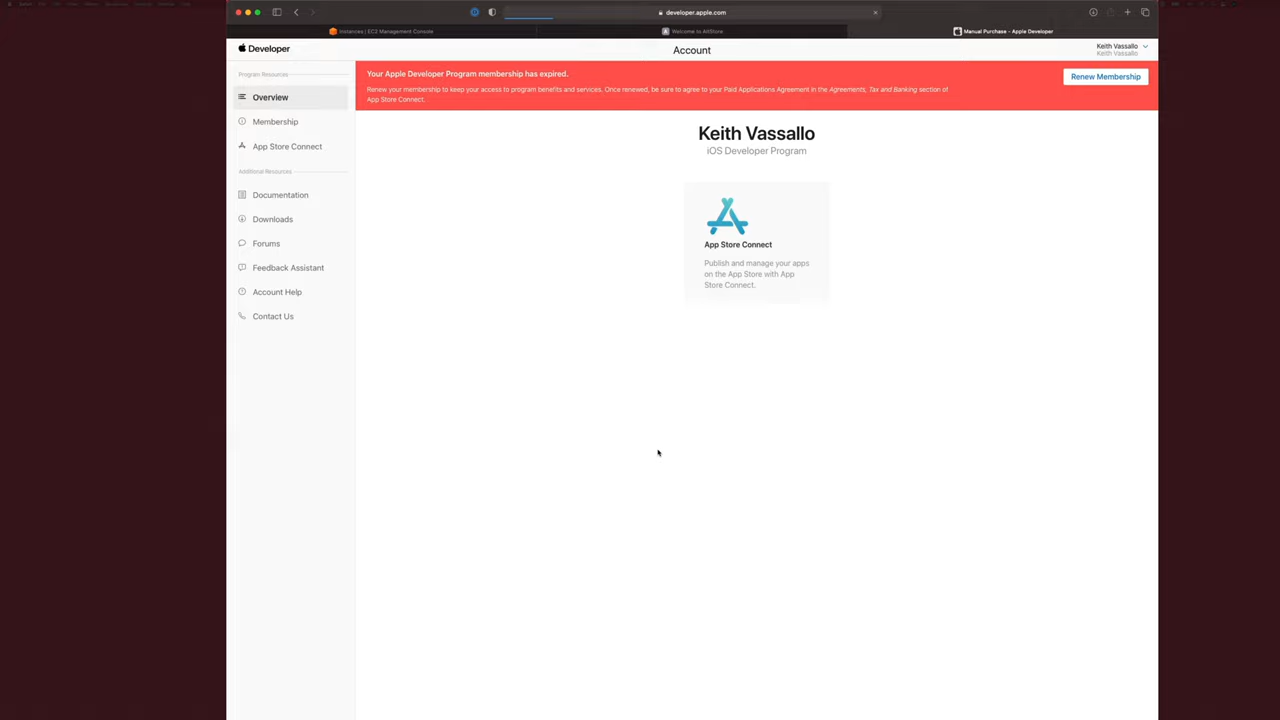 developer.apple.com
Instances | EC2 Management Console
Welcome to AltStore
Manual Purchase - Apple Developer
Developer
Account
Keith Vassallo
Keith Vassallo
Program Resources
Overview
Membership
App Store Connect
Additional Resources
Documentation
Downloads
Forums
Feedback Assistant
Account Help
Contact Us
Your Apple Developer Program membership has expired.
Renew your membership to keep your access to program benefits and services. Once renewed, be sure to agree to your Paid Applications Agreement in the Agreements, Tax and Banking section of
App Store Connect.
Renew Membership
Keith Vassallo
iOS Developer Program
App Store Connect
Publish and manage your apps
on the App Store with App
Store Connect.